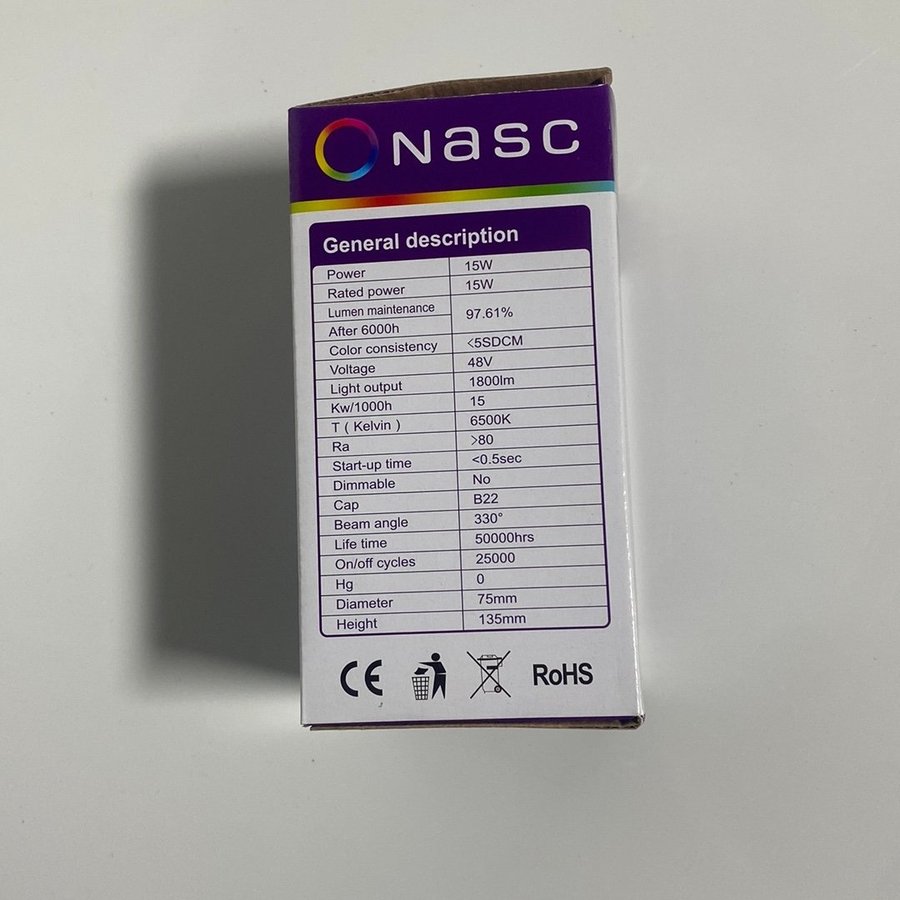 Nasc
General description
Power 15W
Rated power 15W
Lumen maintenance
After 6000h 97.61%
Color consistency <5SDCM
Voltage 48V
Light output 1800lm
Kw/1000h 15
T ( Kelvin ) 6500K
Ra >80
Start-up time <0.5sec
Dimmable No
Cap B22
Beam angle 330°
Life time 50000hrs
On/off cycles 25000
Hg 0
Diameter 75mm
Height 135mm
CE RoHS